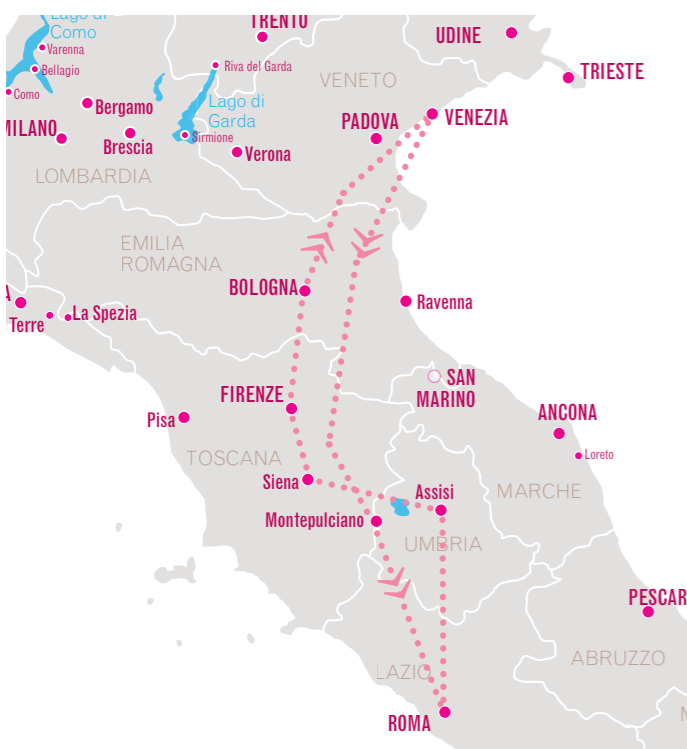 Lago di
Como
TRENTO
UDINE
Varenna
Bellagio
Riva del Garda
TRIESTE
VENETO
Como
Bergamo
Lago di
Garda
VENEZIA
PADOVA
MILANO
Brescia
Sirmione
Verona
LOMBARDIA
EMILIA
ROMAGNA
BOLOGNA
A
Ravenna
Terre
La Spezia
SAN
MARINO
FIRENZE
ANCONA
Pisa
Loreto
TOSCANA
Siena
Assisi
MARCHE
Montepulciano
UMBRIA
PESCAR
ABRUZZO
LAZIO
ROMA